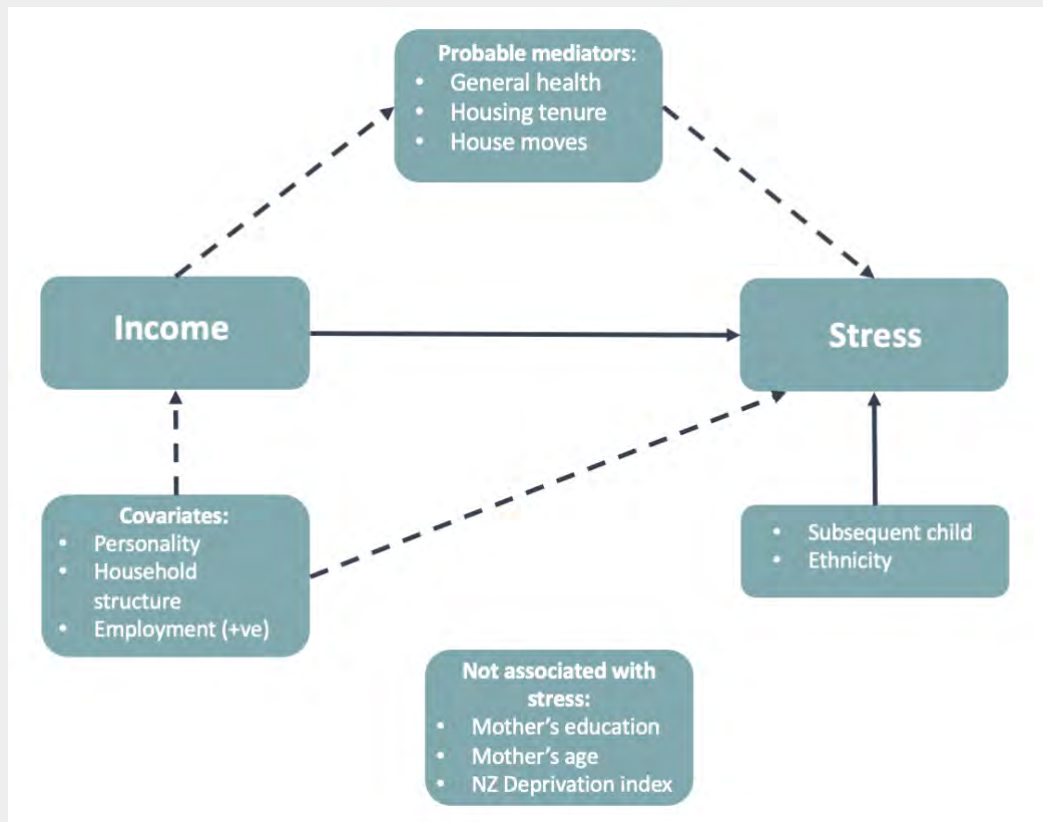 Probable mediators:
• General health
• Housing tenure
• House moves
Income
Stress
Covariates:
• Personality
• Household
structure
• Employment (+ve)
• Subsequent child
• Ethnicity
Not associated with
stress:
• Mother's education
• Mother's age
• NZ Deprivation index